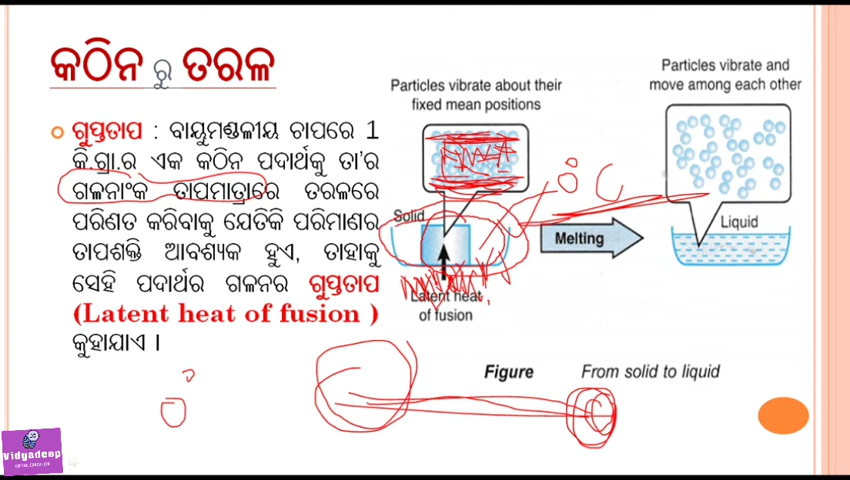 କଠିନ ରୁ ତରଳ
ଗୁପ୍ତତାପ : ବାୟୁମଣ୍ଡଳୀୟ ଚାପରେ 1
କି.ଗ୍ରା.ର ଏକ କଠିନ ପଦାର୍ଥକୁ ତା'ର
ଗଳନାଂକ ତାପମାତ୍ରାରେ ତରଳରେ
ପରିଣତ କରିବାକୁ ଯେତିକି ପରିମାଣର
ତାପଶକ୍ତି ଆବଶ୍ୟକ ହୁଏ, ତାହାକୁ
ସେହି ପଦାର୍ଥର ଗଳନର ଗୁପ୍ତତାପ
(Latent heat of fusion )
କୁହାଯାଏ ।
Particles vibrate about their
fixed mean positions
Particles vibrate and
move among each other
Solid
Melting
Liquid
Latent heat
of fusion
Figure From solid to liquid
Vidyadeep